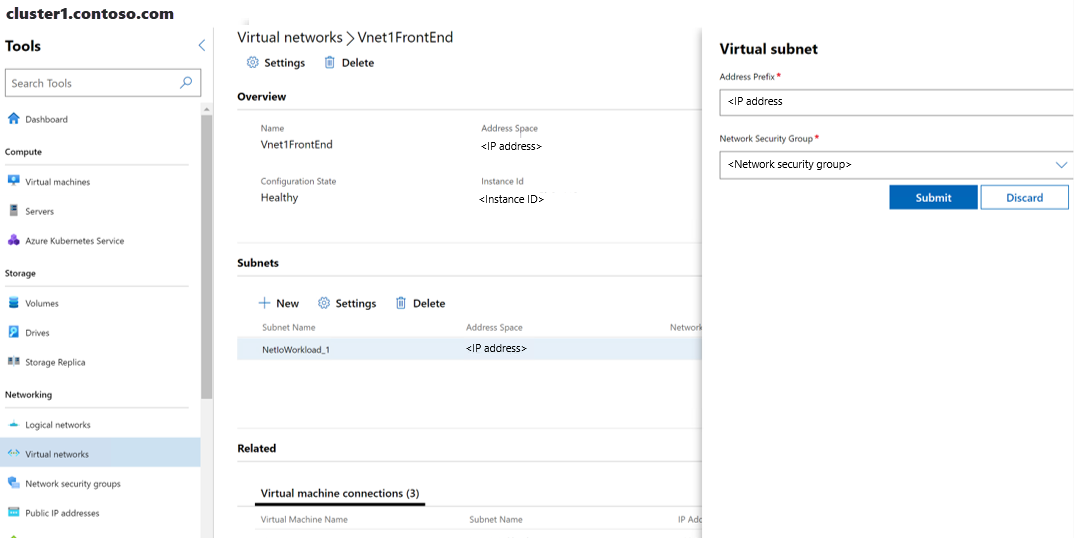 cluster1.contoso.com
Tools
Search Tools
Dashboard
Compute
Virtual machines
Servers
Azure Kubernetes Service
Storage
Volumes
Drives
Storage Replica
Networking
Logical networks
Virtual networks
Network security groups
Public IP addresses
Virtual networks > Vnet1FrontEnd
Settings Delete
Overview
Name Address Space
Vnet1FrontEnd <IP address>
Configuration State Instance Id
Healthy <Instance ID>
Subnets
New Settings Delete
Subnet Name Address Space Network
NetIoWorkload_1 <IP address>
Related
Virtual machine connections (3)
Virtual Machine Name Subnet Name IP Add
Virtual subnet
Address Prefix*
<IP address
Network Security Group*
<Network security group>
Submit Discard